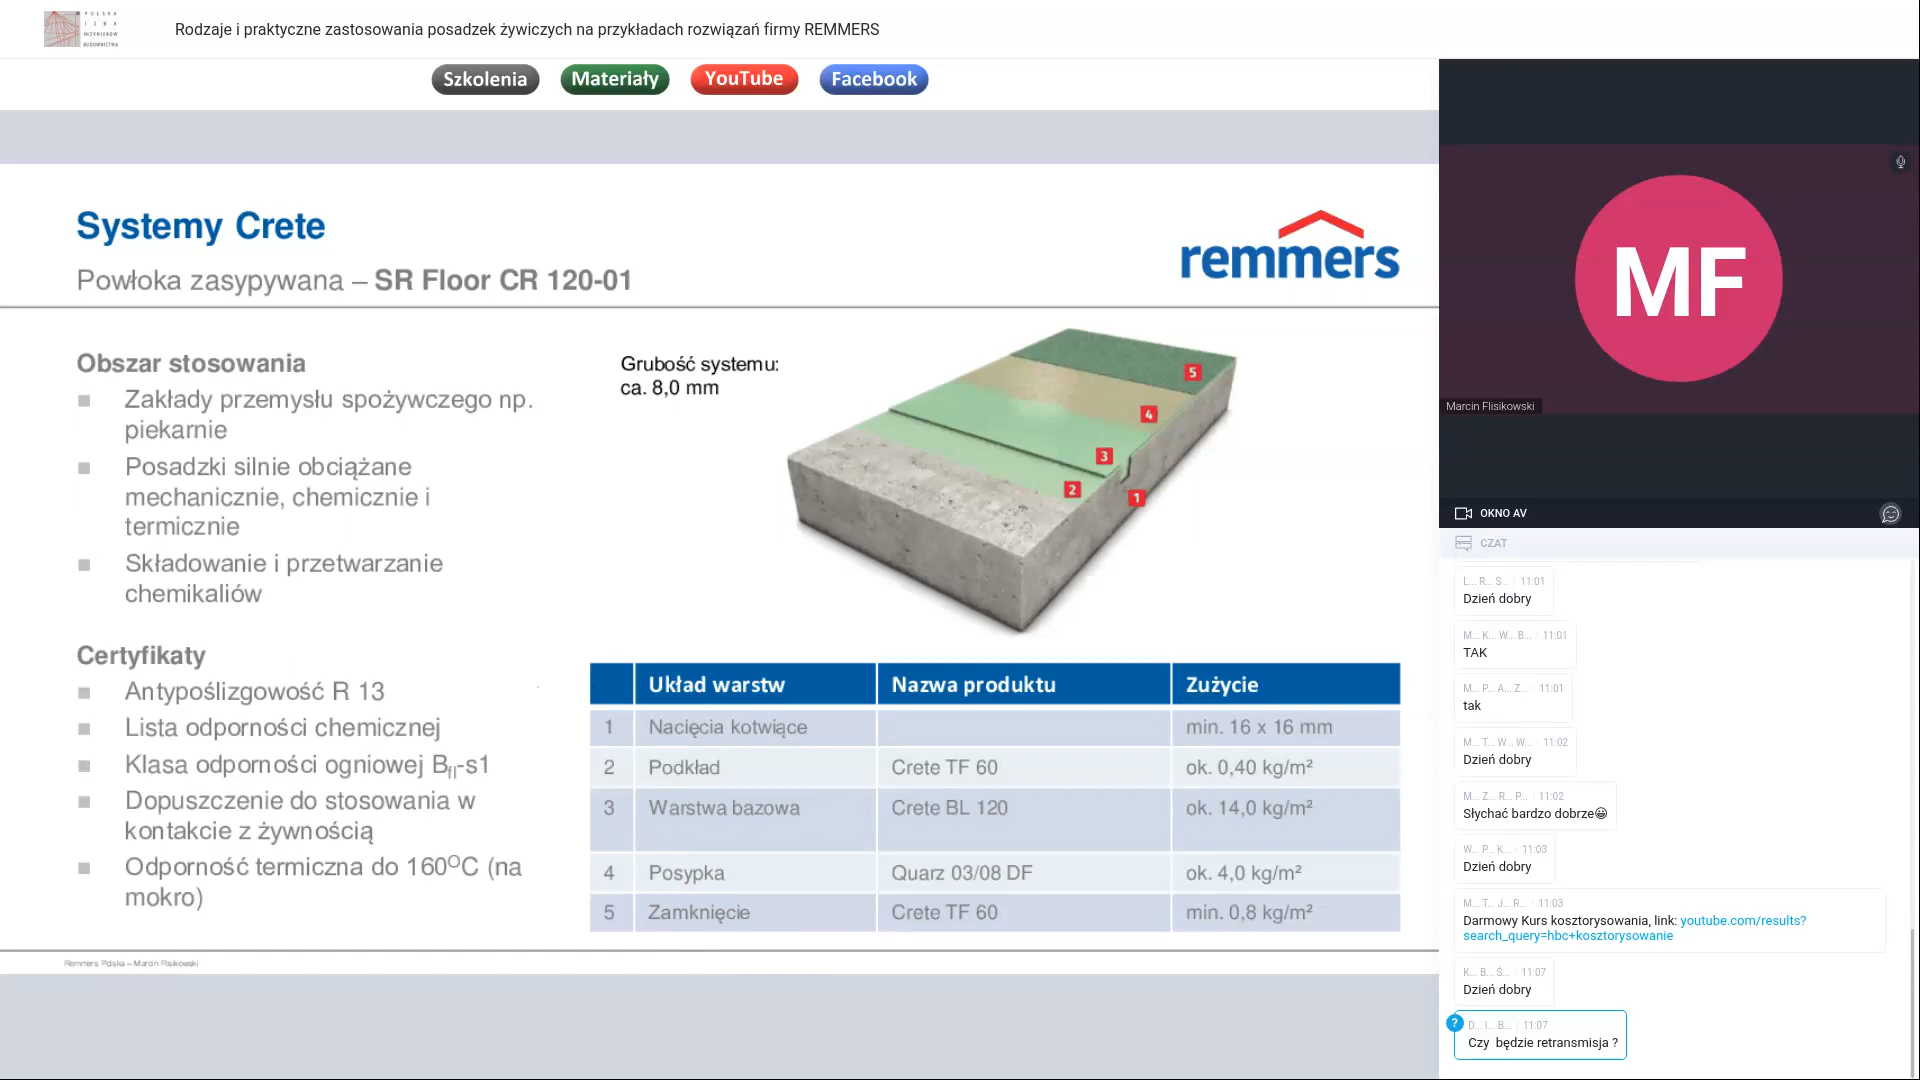 POLSKA
IZBA
INŻYNIERÓW
BUDOWNICTWA
Rodzaje i praktyczne zastosowania posadzek żywicznych na przykładach rozwiązań firmy REMMERS
Szkolenia
Materiały
YouTube
Facebook
Systemy Crete
Powłoka zasypywana – SR Floor CR 120-01
remmers
Obszar stosowania
Zakłady przemysłu spożywczego np.
piekarnie
Posadzki silnie obciążane
mechanicznie, chemicznie i
termicznie
Składowanie i przetwarzanie
chemikaliów
Certyfikaty
Antypoślizgowość R 13
Lista odporności chemicznej
Klasa odporności ogniowej Bfl-s1
Dopuszczenie do stosowania w
kontakcie z żywnością
Odporność termiczna do 160OC (na
mokro)
Grubość systemu:
ca. 8,0 mm
5
4
3
2
1
Układ warstw Nazwa produktu Zużycie
1 Nacięcia kotwiące min. 16 x 16 mm
2 Podkład Crete TF 60 ok. 0,40 kg/m²
3 Warstwa bazowa Crete BL 120 ok. 14,0 kg/m²
4 Posypka Quarz 03/08 DF ok. 4,0 kg/m²
5 Zamknięcie Crete TF 60 min. 0,8 kg/m²
Remmers Polska – Marcin Flisikowski
MF
Marcin Flisikowski
OKNO AV
CZAT
L... R... S... 11:01
Dzień dobry
M... K... W... B... 11:01
TAK
M... P... A... Z... 11:01
tak
M... T... W... W... 11:02
Dzień dobry
M... Z... R... P... 11:02
Słychać bardzo dobrze😀
W... P... K... 11:03
Dzień dobry
M... T... J... R... 11:03
Darmowy Kurs kosztorysowania, link: youtube.com/results?
search_query=hbc+kosztorysowanie
K... B... Ś... 11:07
Dzień dobry
? D... I... B... 11:07
Czy będzie retransmisja ?